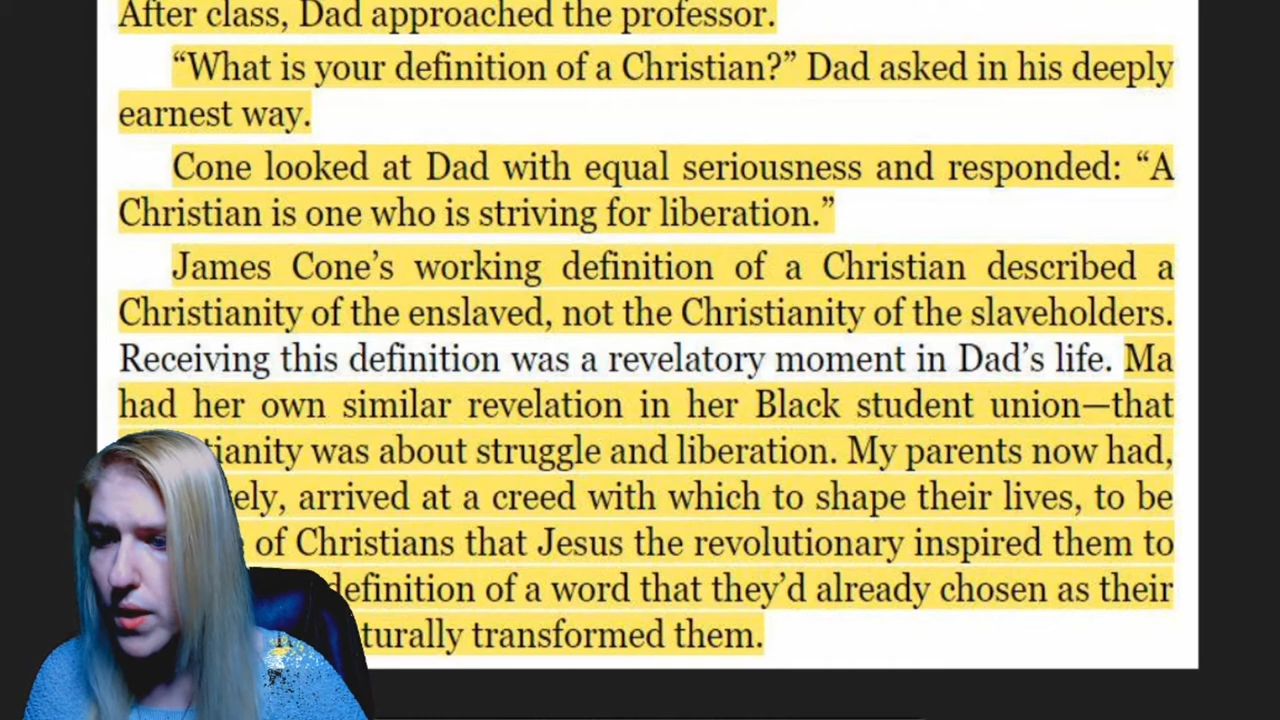 After class, Dad approached the professor.
“What is your definition of a Christian?” Dad asked in his deeply
earnest way.
Cone looked at Dad with equal seriousness and responded: “A
Christian is one who is striving for liberation.”
James Cone’s working definition of a Christian described a
Christianity of the enslaved, not the Christianity of the slaveholders.
Receiving this definition was a revelatory moment in Dad’s life. Ma
had her own similar revelation in her Black student union—that
was about struggle and liberation. My parents now had,
arrived at a creed with which to shape their lives, to be
of Christians that Jesus the revolutionary inspired them to
definition of a word that they’d already chosen as their
transformed them.